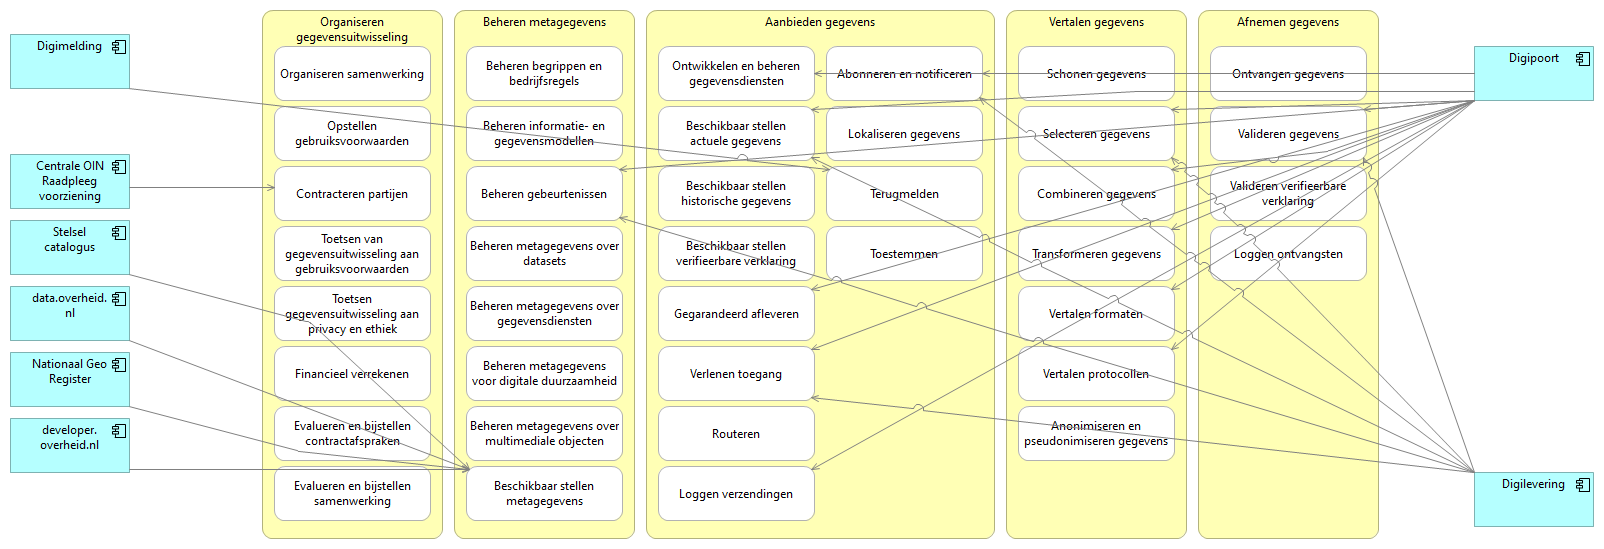 Digimelding
Centrale OIN
Raadpleeg
voorziening
Stelsel
catalogus
data.overheid.
nl
Nationaal Geo
Register
developer.
overheid.nl
Organiseren
gegevensuitwisseling
Organiseren samenwerking
Opstellen
gebruiksvoorwaarden
Contracteren partijen
Toetsen van
gegevensuitwisseling aan
gebruiksvoorwaarden
Toetsen
gegevensuitwisseling aan
privacy en ethiek
Financieel verrekenen
Evalueren en bijstellen
contractafspraken
Evalueren en bijstellen
samenwerking
Beheren metagegevens
Beheren begrippen en
bedrijfsregels
Beheren informatie- en
gegevensmodellen
Beheren gebeurtenissen
Beheren metagegevens over
datasets
Beheren metagegevens over
gegevensdiensten
Beheren metagegevens
voor digitale duurzaamheid
Beheren metagegevens over
multimediale objecten
Beschikbaar stellen
metagegevens
Aanbieden gegevens
Ontwikkelen en beheren
gegevensdiensten
Beschikbaar stellen
actuele gegevens
Beschikbaar stellen
historische gegevens
Beschikbaar stellen
verifieerbare verklaring
Gegarandeerd afleveren
Verlenen toegang
Routeren
Loggen verzendingen
Abonneren en notificeren
Lokaliseren gegevens
Terugmelden
Toestemmen
Vertalen gegevens
Schonen gegevens
Selecteren gegevens
Combineren gegevens
Transformeren gegevens
Vertalen formaten
Vertalen protocollen
Anonimiseren en
pseudonimiseren gegevens
Afnemen gegevens
Ontvangen gegevens
Valideren gegevens
Valideren verifieerbare
verklaring
Loggen ontvangsten
Digipoort
Digilevering